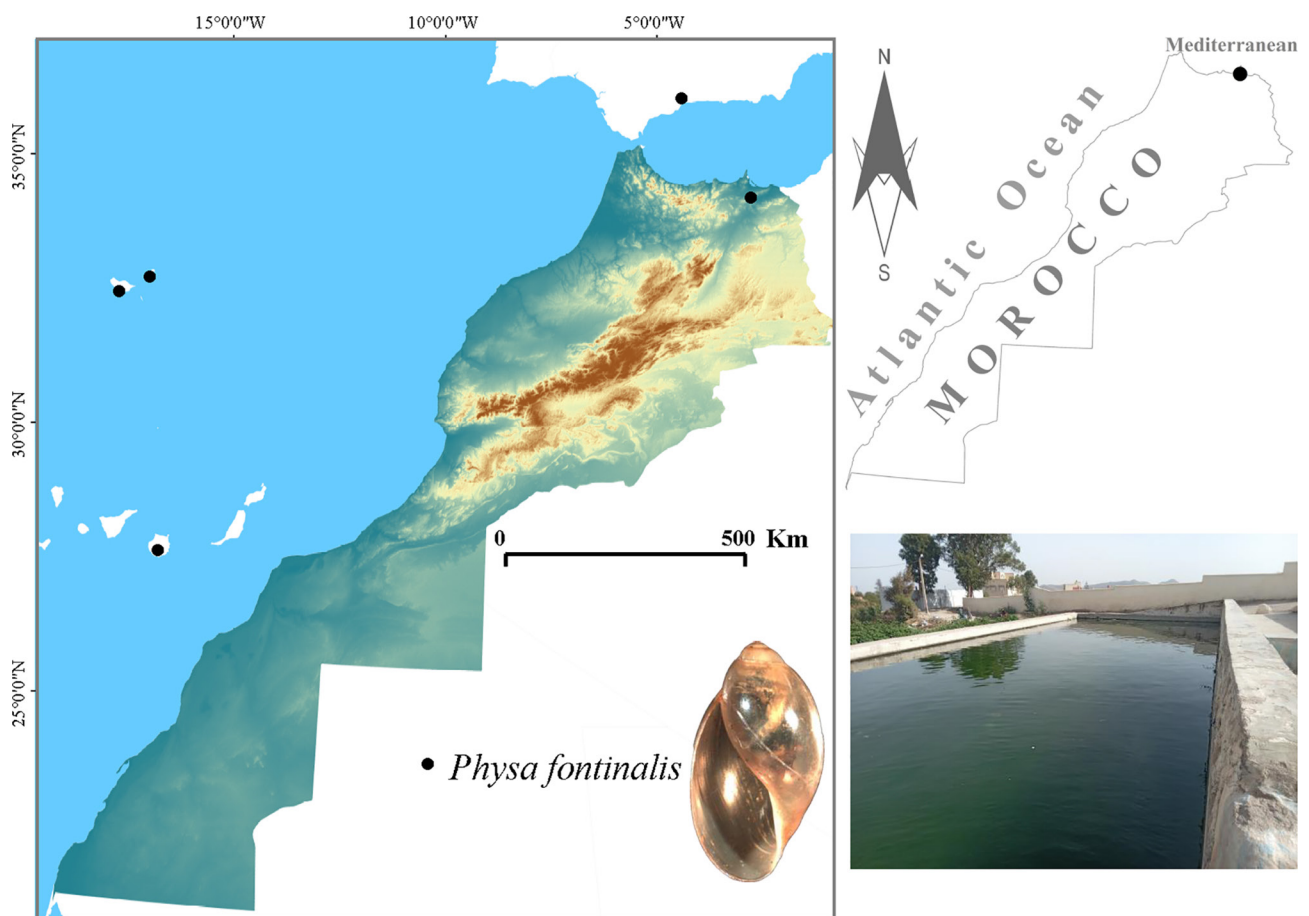 15°0'0"W
10°0'0"W
5°0'0"W
35°0'0"N
30°0'0"N
25°0'0"N
0
500 Km
Physa fontinalis
N
S
Mediterranean
Atlantic Ocean
MOROCCO